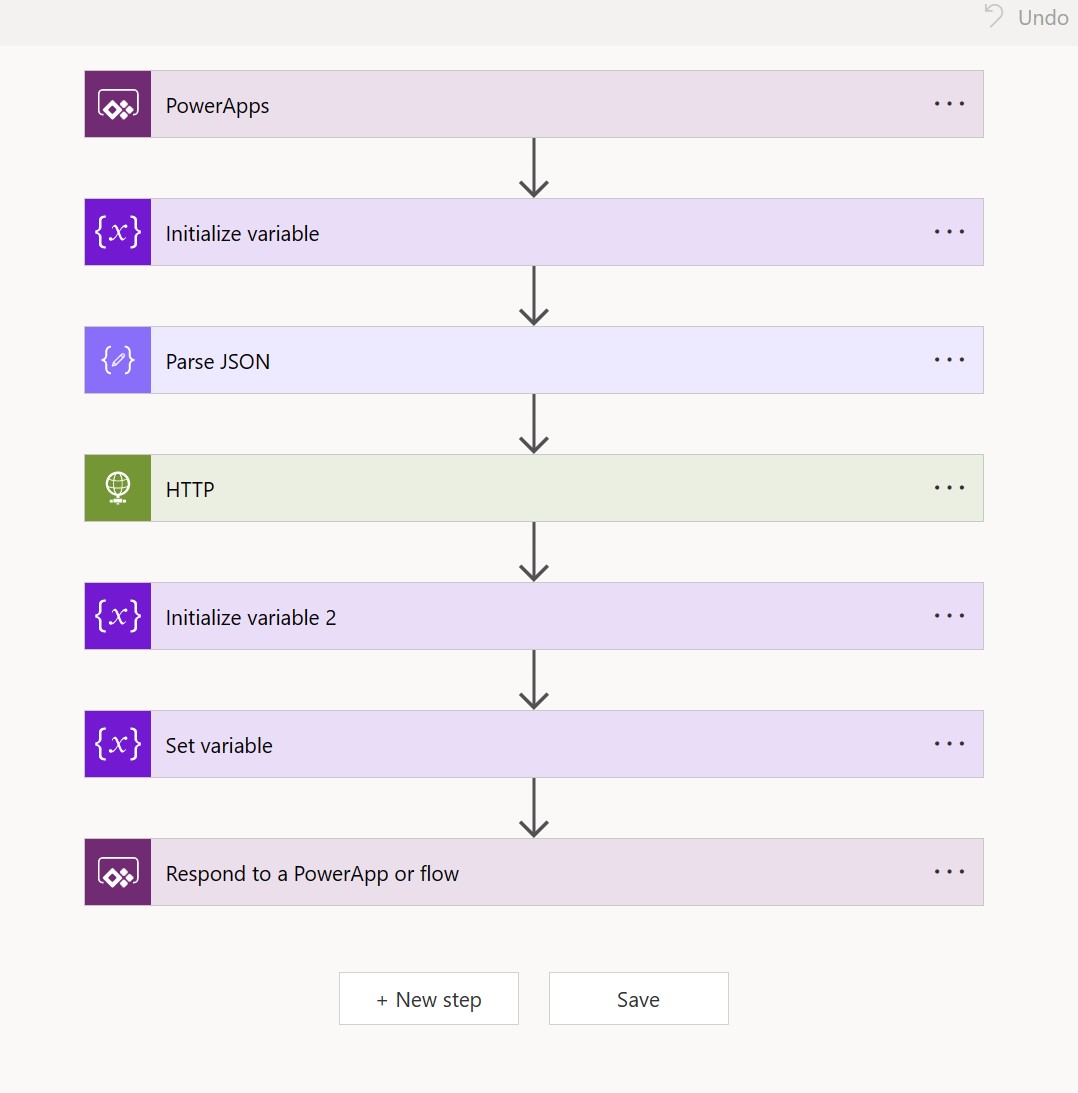 Undo
PowerApps
Initialize variable
Parse JSON
HTTP
Initialize variable 2
Set variable
Respond to a PowerApp or flow
+ New step
Save